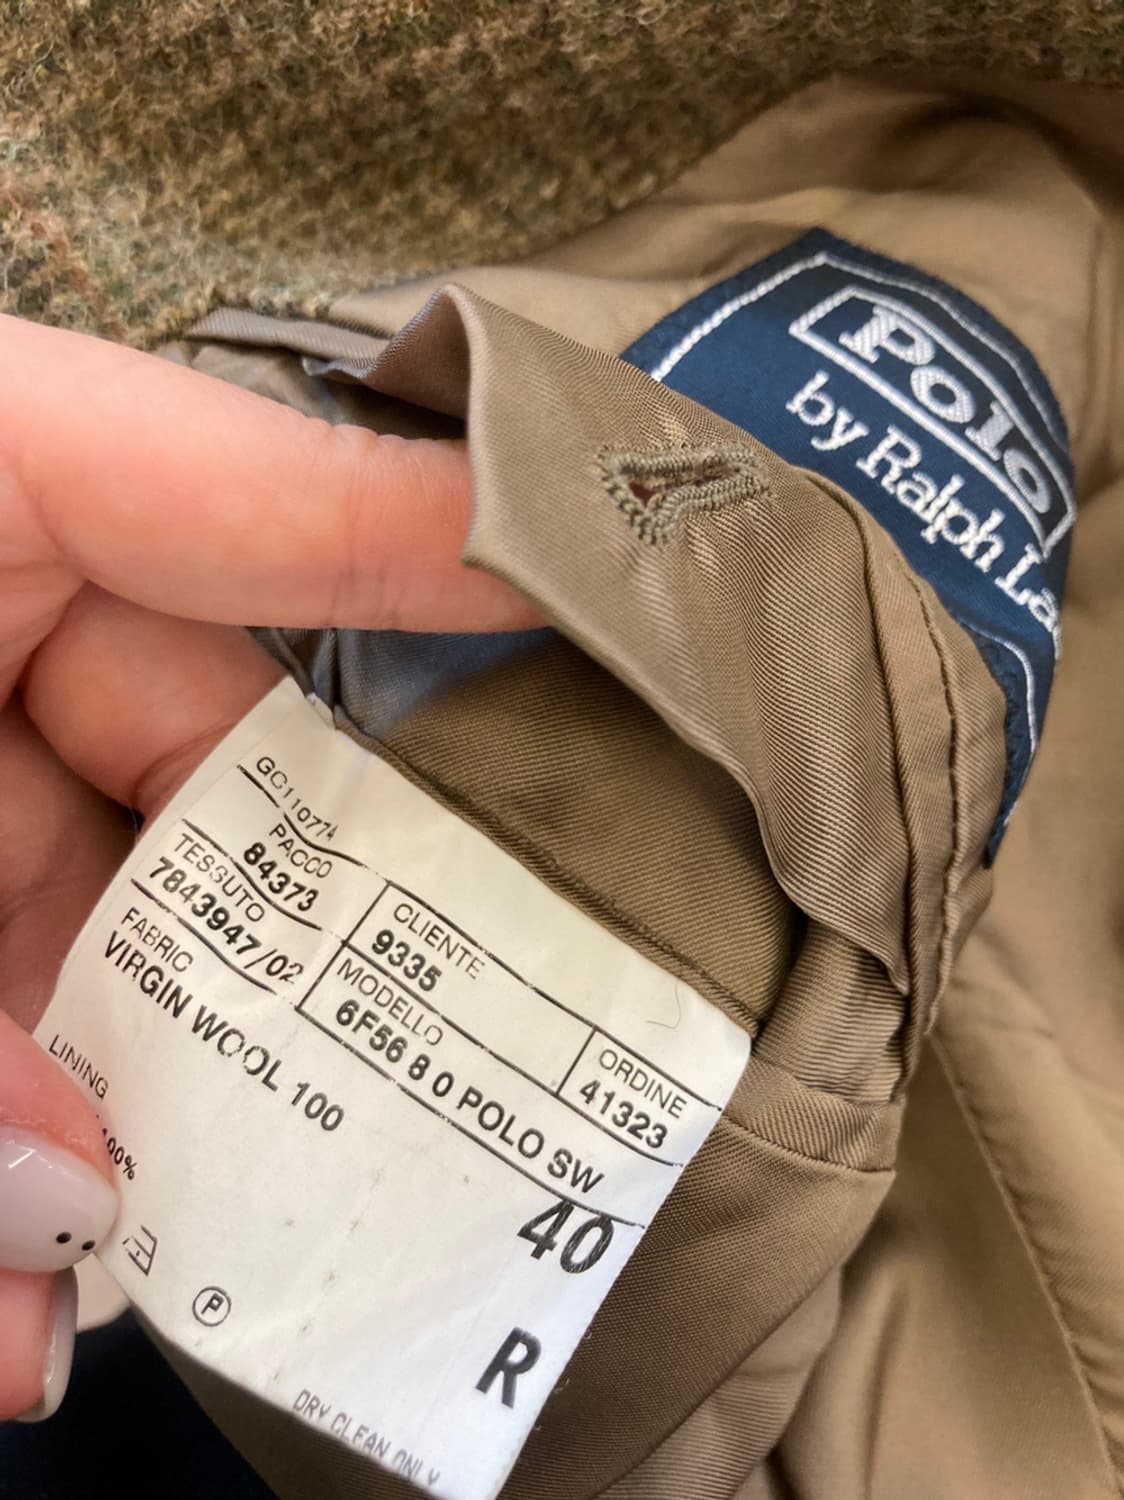 Polo
by Ralph La
GC110774
PACCO
84373
TESSUTO
7843947/02
CLIENTE
9335
MODELLO
6F56 8 0 POLO SW
ORDINE
41323
FABRIC
VIRGIN WOOL 100
LINING
00%
40
R
P
DRY CLEAN ONLY